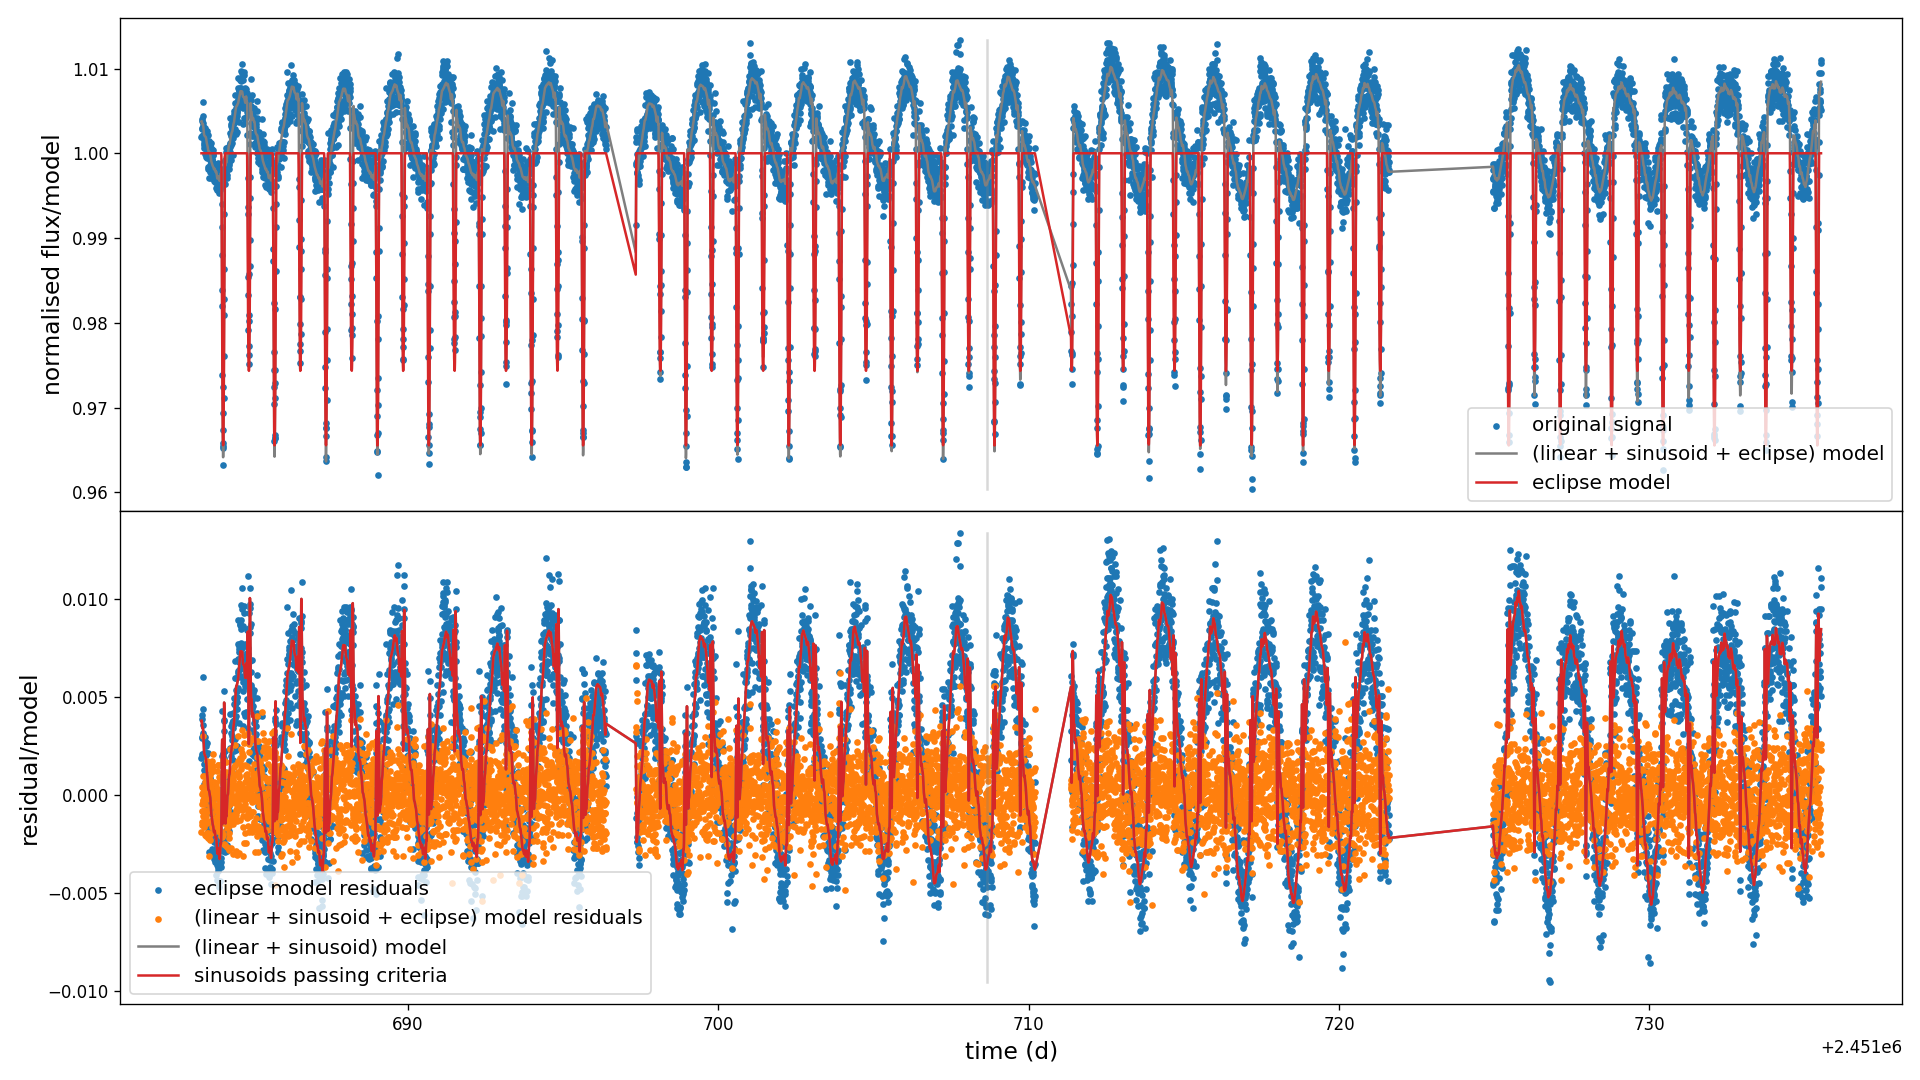 normalised flux/model
1.01
1.00
0.99
0.98
0.97
0.96
original signal
(linear + sinusoid + eclipse) model
eclipse model
residual/model
0.010
0.005
0.000
−0.005
−0.010
eclipse model residuals
(linear + sinusoid + eclipse) model residuals
(linear + sinusoid) model
sinusoids passing criteria
690 700 710 720 730
time (d)
+2.451e6